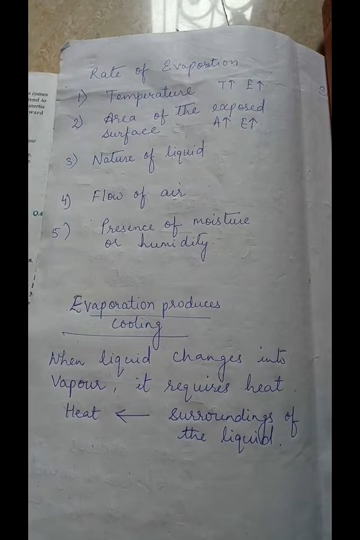 Rate of Evaportion
1) Temperature T↑ E↑
2) Area of the exposed
surface A↑ E↑
3) Nature of liquid
4) Flow of air
5) Presence of moisture
or humidity
Evaporation produces
cooling
When liquid changes into
Vapour, it requires heat.
Heat ← Surroundings of
the liquid.